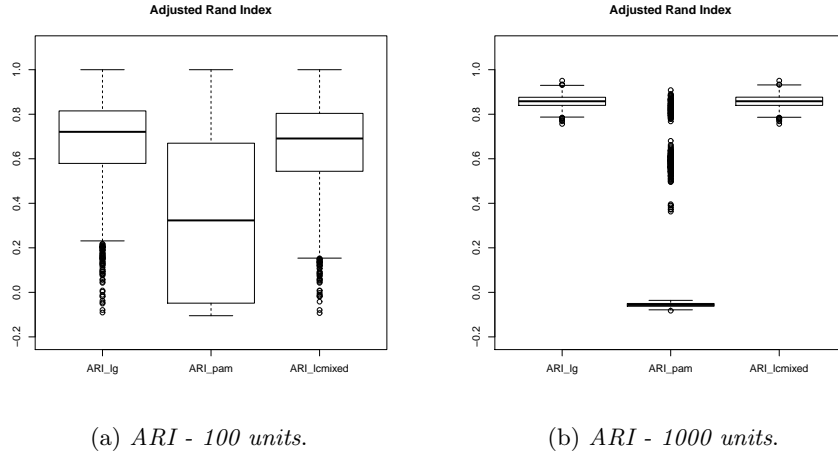 Adjusted Rand Index
1.0
0.8
0.6
0.4
0.2
0.0
−0.2
ARI_lg ARI_pam ARI_lcmixed
(a) ARI - 100 units.
Adjusted Rand Index
1.0
0.8
0.6
0.4
0.2
0.0
−0.2
ARI_lg ARI_pam ARI_lcmixed
(b) ARI - 1000 units.